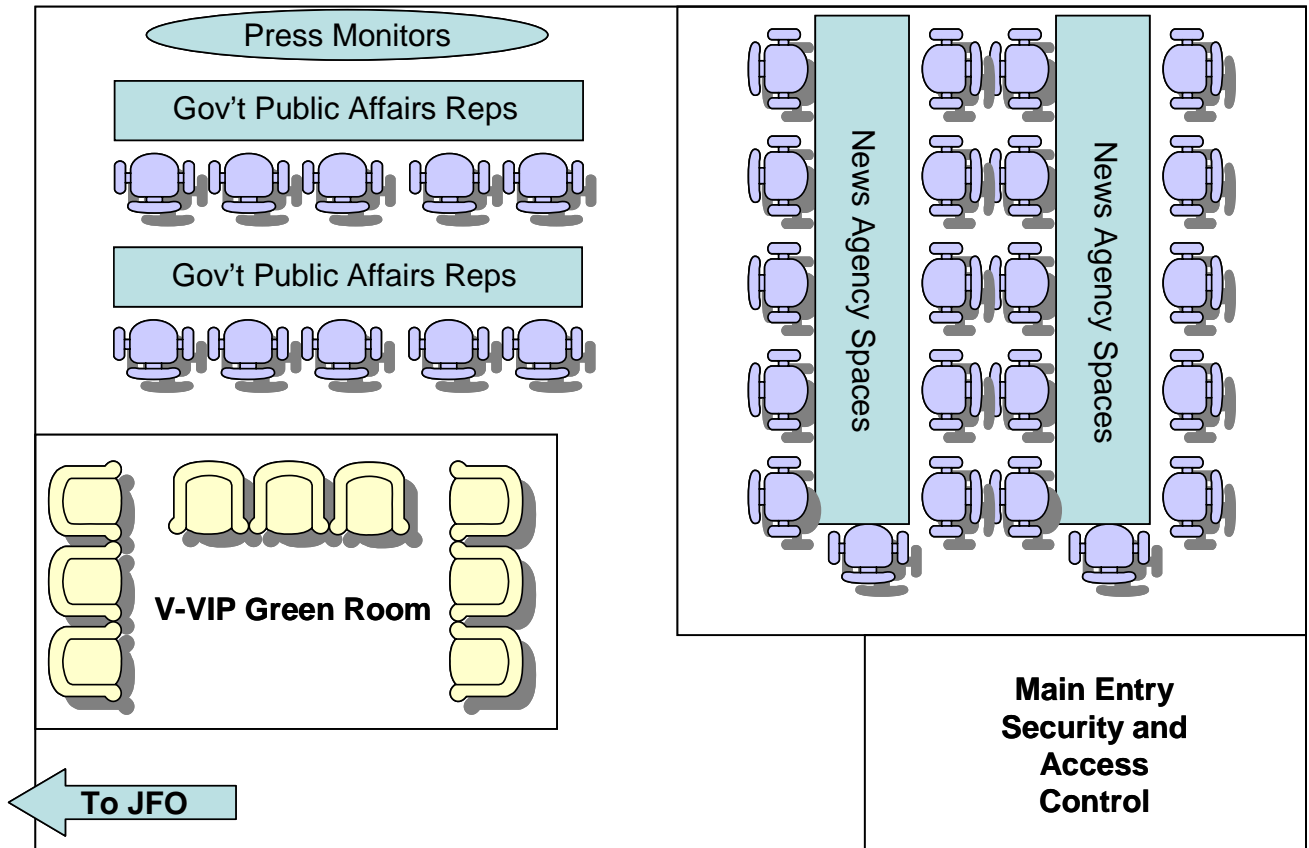 Press Monitors
Gov't Public Affairs Reps
Gov't Public Affairs Reps
V-VIP Green Room
To JFO
News Agency Spaces
News Agency Spaces
Main Entry
Security and
Access
Control